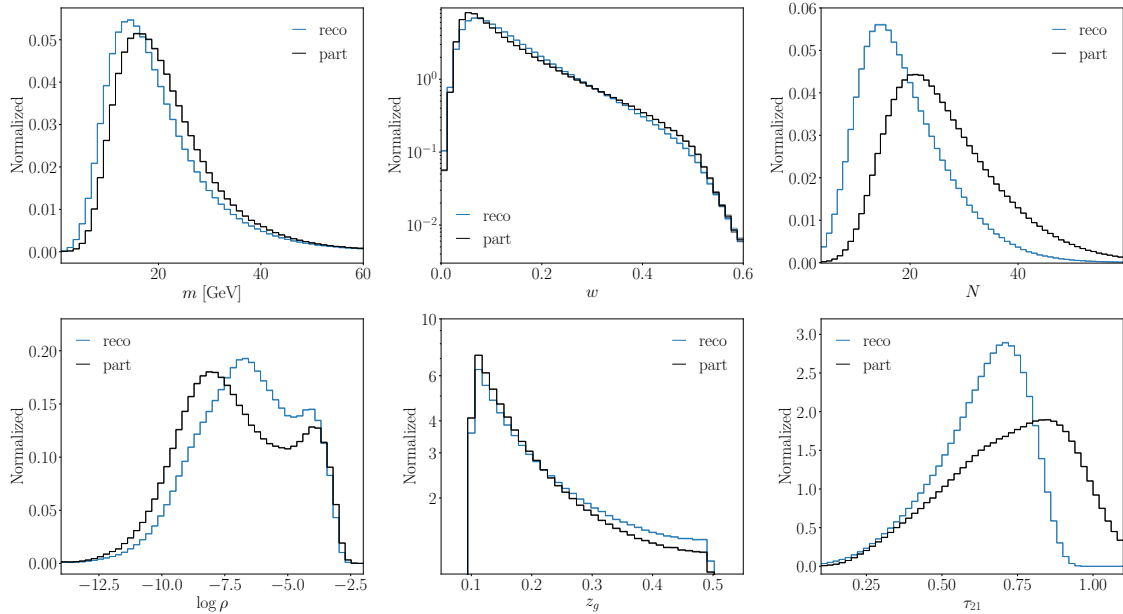 Normalized
0.05
0.04
0.03
0.02
0.01
0.00
reco
part
20
40
60
m [GeV]
Normalized
10^0
10^−1
10^−2
reco
part
0.0
0.2
0.4
0.6
w
Normalized
0.06
0.05
0.04
0.03
0.02
0.01
0.00
reco
part
20
40
N
Normalized
0.20
0.15
0.10
0.05
0.00
reco
part
−12.5
−10.0
−7.5
−5.0
−2.5
log ρ
Normalized
10
6
4
3
2
reco
part
0.1
0.2
0.3
0.4
0.5
z_g
Normalized
3.0
2.5
2.0
1.5
1.0
0.5
0.0
reco
part
0.25
0.50
0.75
1.00
τ_21